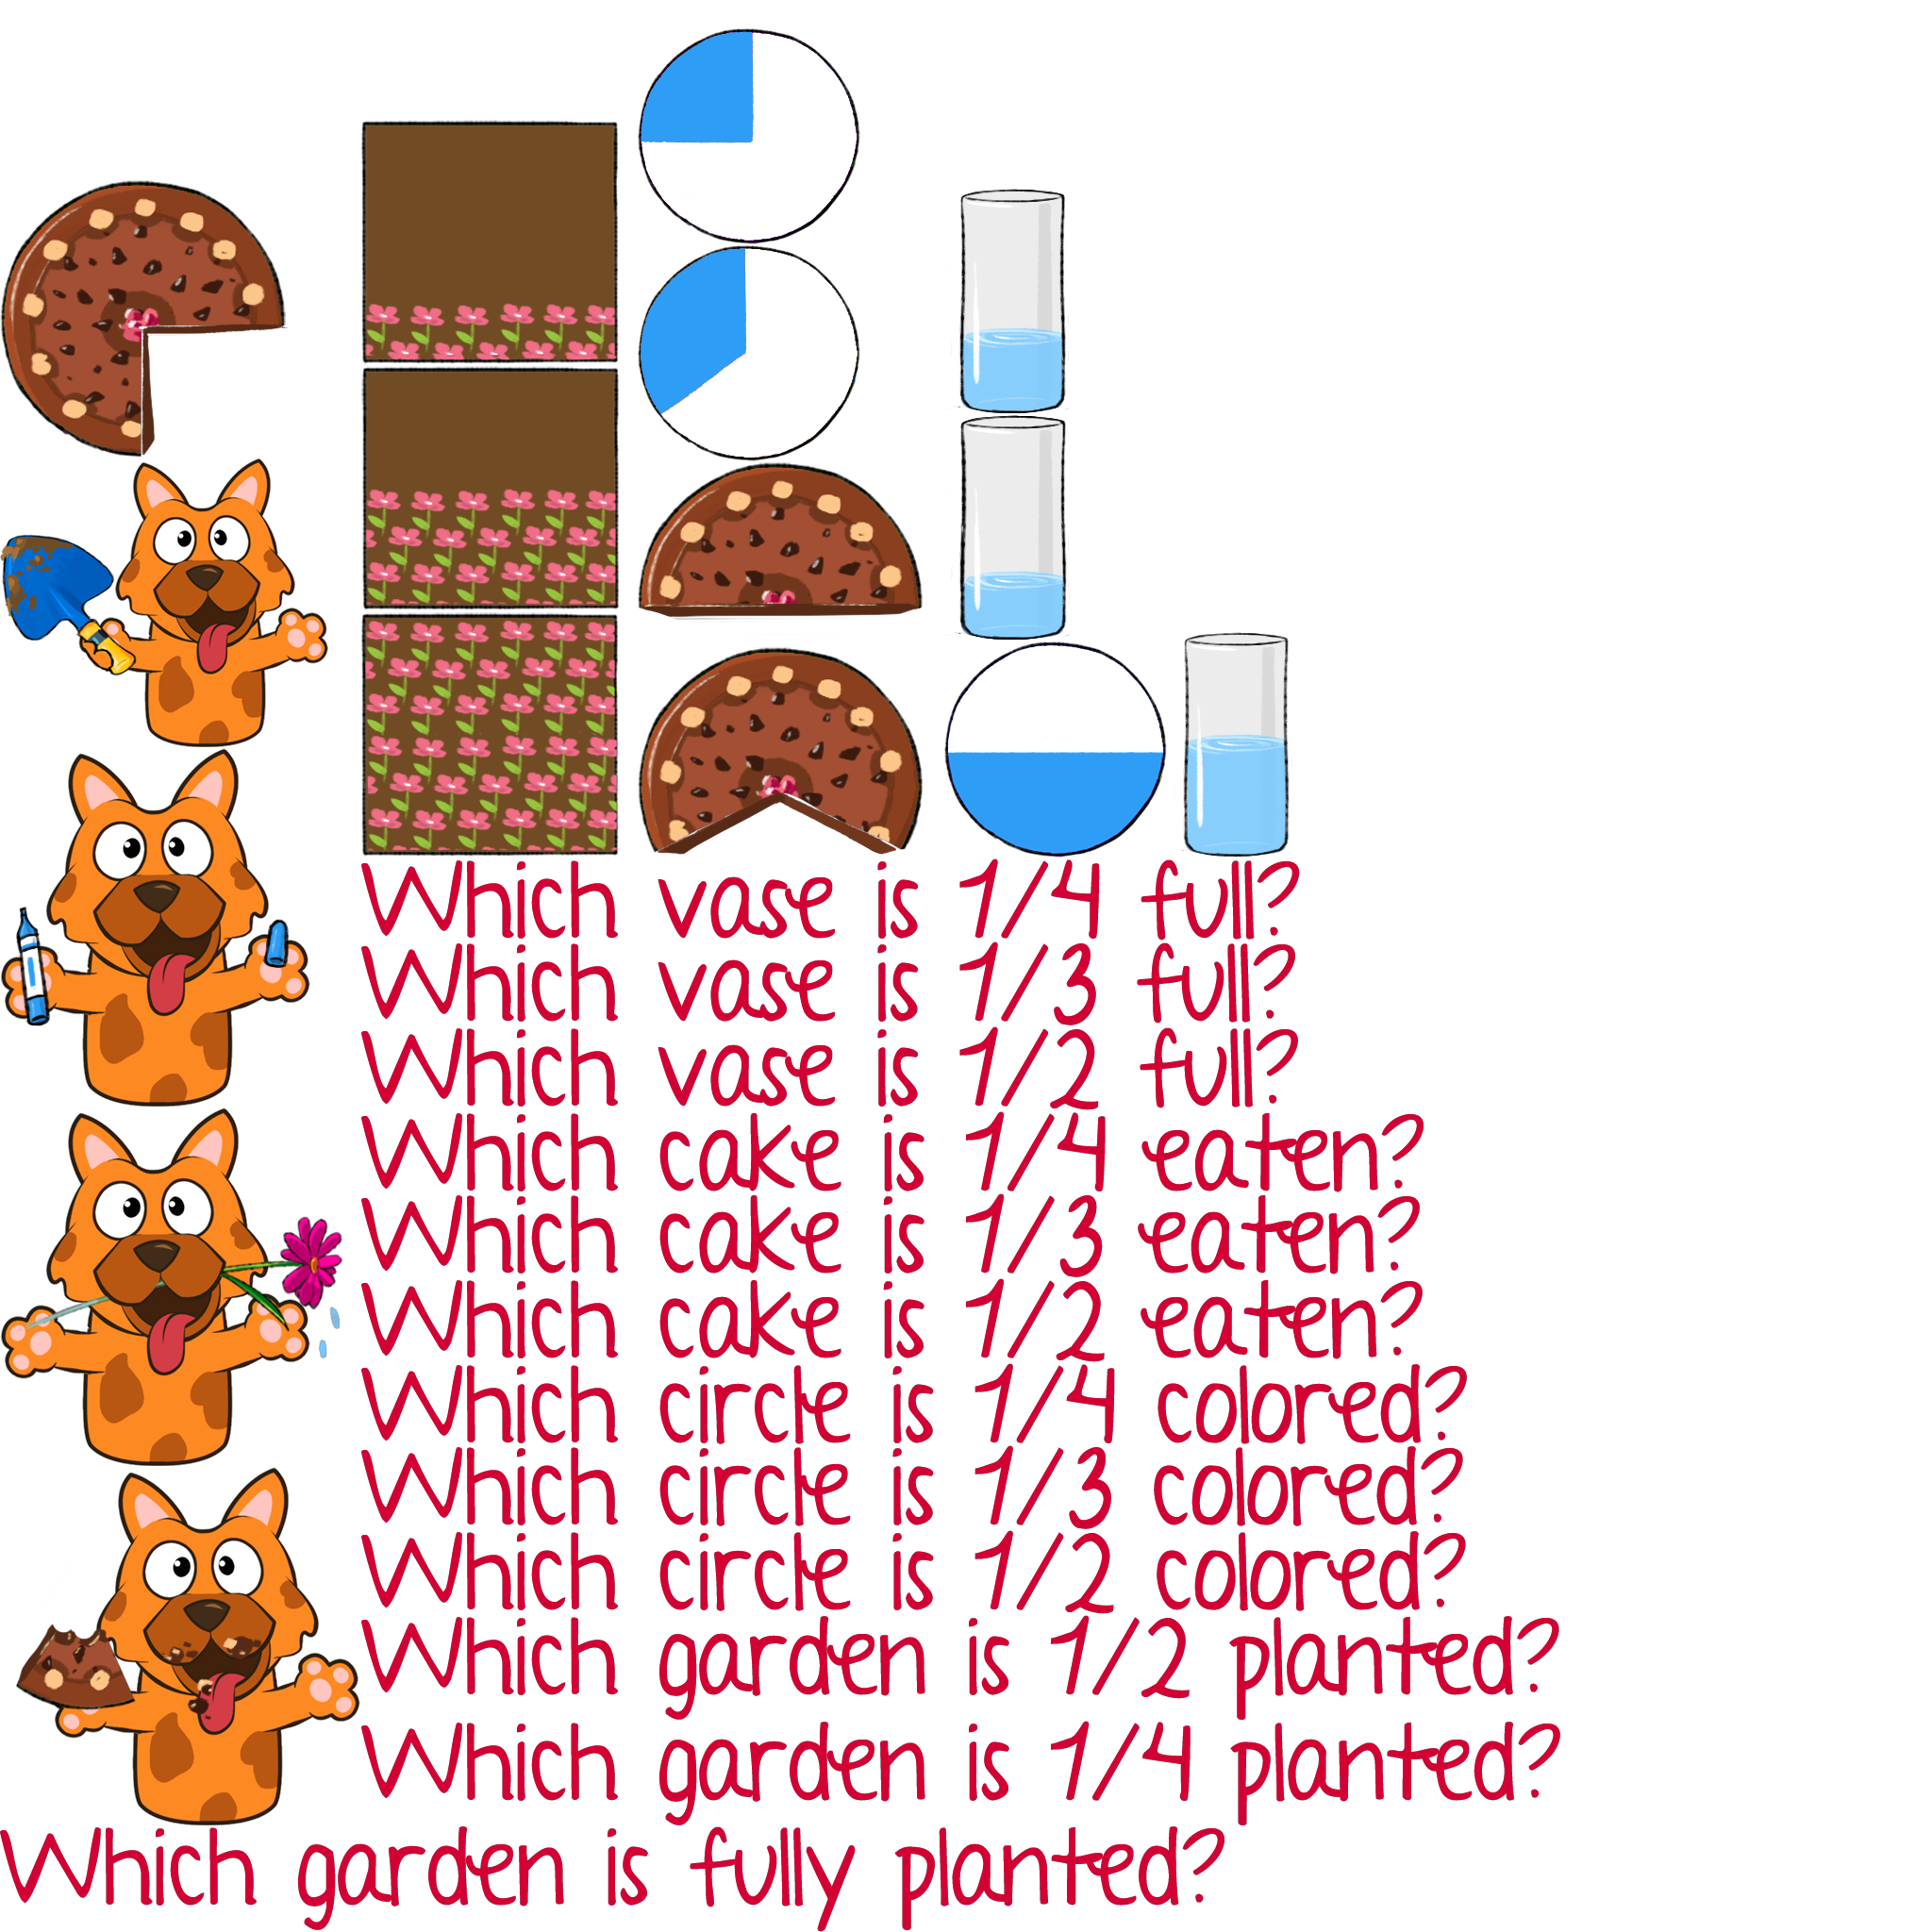 Which vase is 1/4 full?
Which vase is 1/3 full?
Which vase is 1/2 full?
Which cake is 1/4 eaten?
Which cake is 1/3 eaten?
Which cake is 1/2 eaten?
Which circle is 1/4 colored?
Which circle is 1/3 colored?
Which circle is 1/2 colored?
Which garden is 1/2 planted?
Which garden is 1/4 planted?
Which garden is fully planted?